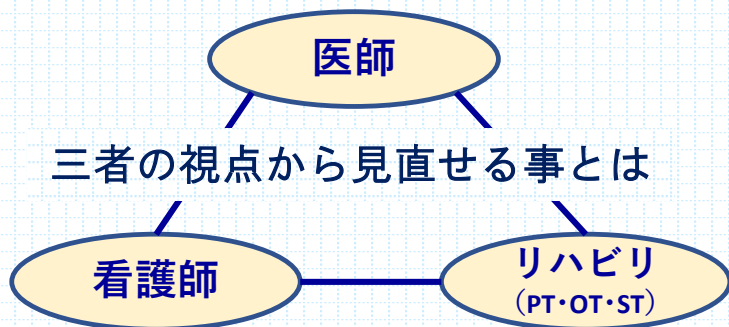 医師
三者の視点から見直せる事とは
看護師
リハビリ
（PT・OT・ST）